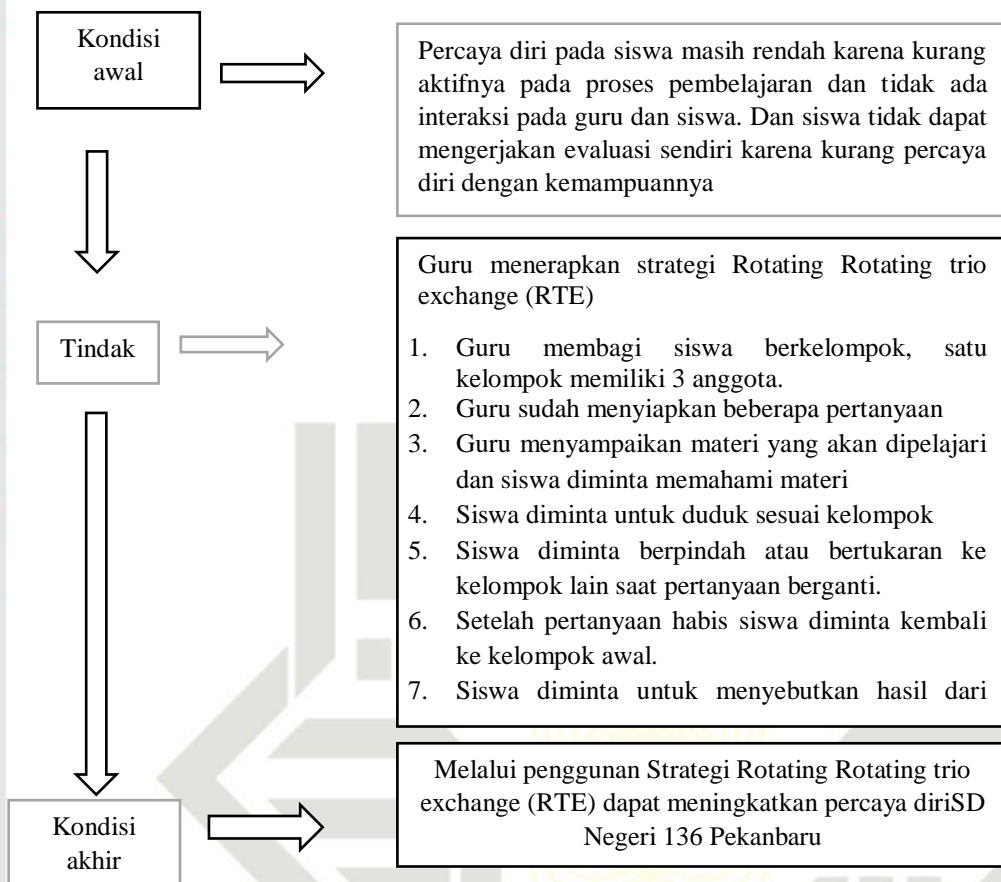 Kondisi
awal
Percaya diri pada siswa masih rendah karena kurang
aktifnya pada proses pembelajaran dan tidak ada
interaksi pada guru dan siswa. Dan siswa tidak dapat
mengerjakan evaluasi sendiri karena kurang percaya
diri dengan kemampuannya
Tindak
Guru menerapkan strategi Rotating Rotating trio
exchange (RTE)
1. Guru membagi siswa berkelompok, satu
kelompok memiliki 3 anggota.
2. Guru sudah menyiapkan beberapa pertanyaan
3. Guru menyampaikan materi yang akan dipelajari
dan siswa diminta memahami materi
4. Siswa diminta untuk duduk sesuai kelompok
5. Siswa diminta berpindah atau bertukaran ke
kelompok lain saat pertanyaan berganti.
6. Setelah pertanyaan habis siswa diminta kembali
ke kelompok awal.
7. Siswa diminta untuk menyebutkan hasil dari
Kondisi
akhir
Melalui penggunan Strategi Rotating Rotating trio
exchange (RTE) dapat meningkatkan percaya diriSD
Negeri 136 Pekanbaru